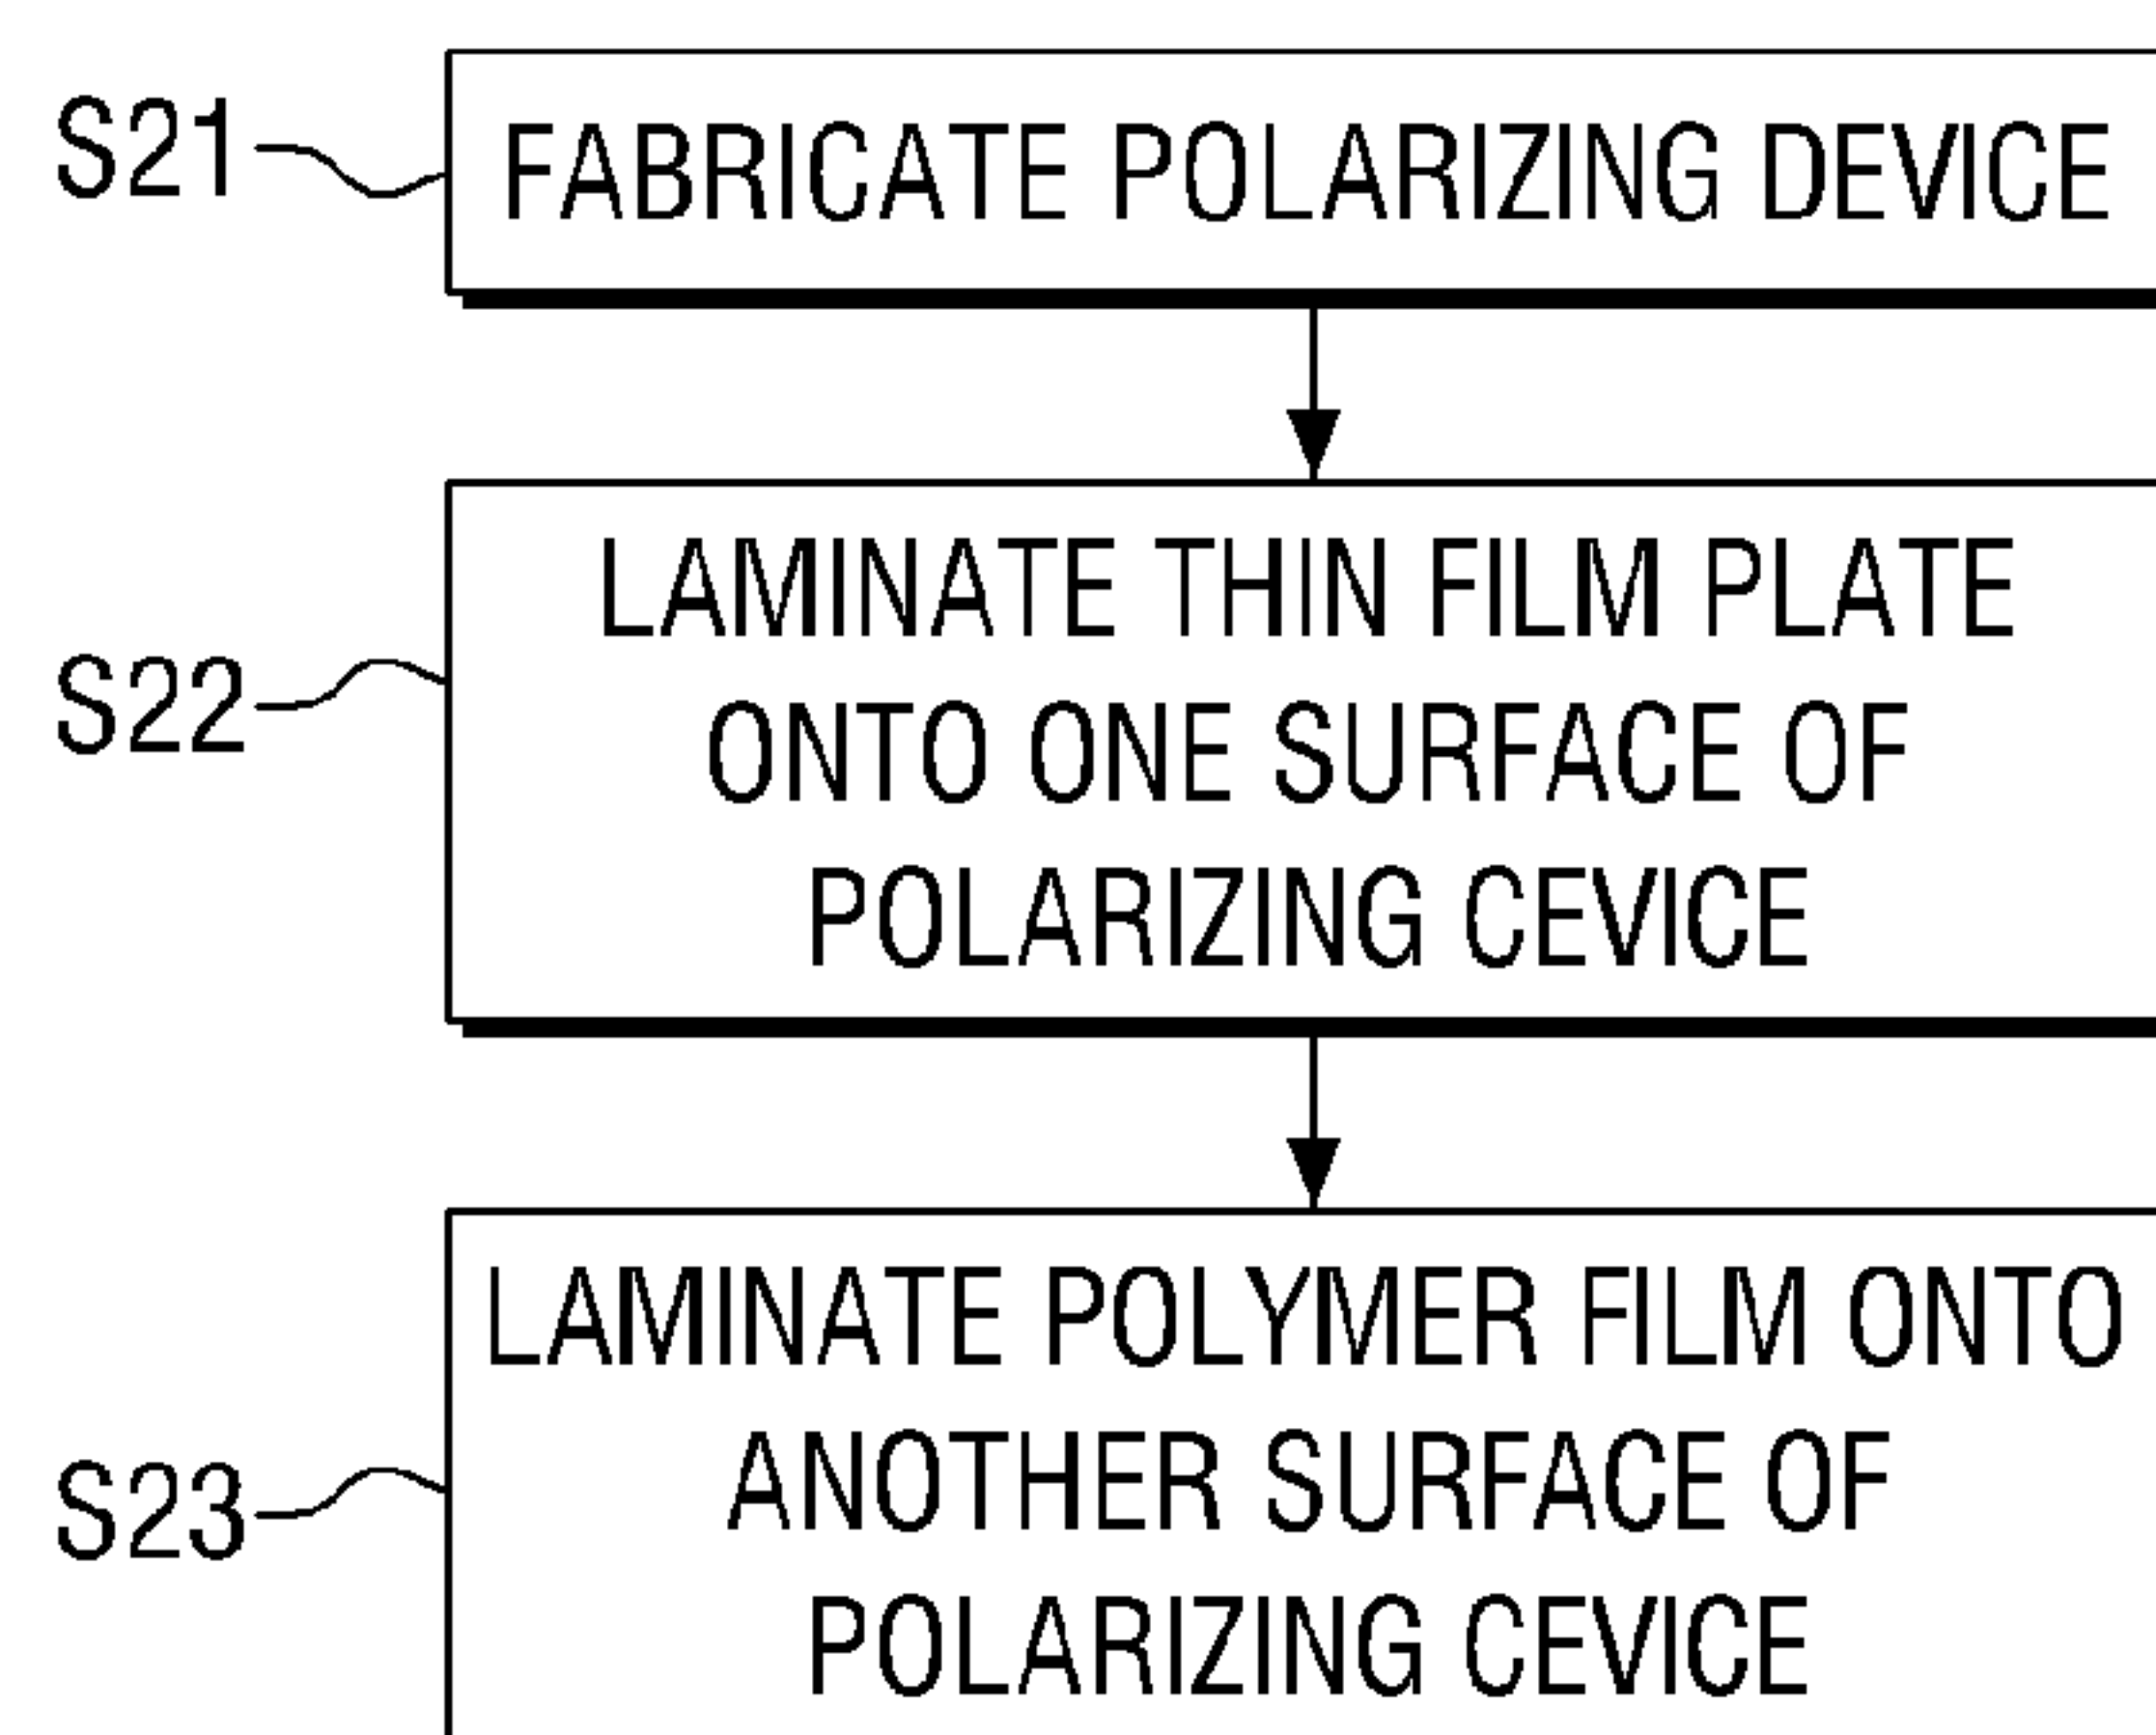 S21
FABRICATE POLARIZING DEVICE
S22
LAMINATE THIN FILM PLATE
ONTO ONE SURFACE OF
POLARIZING CEVICE
S23
LAMINATE POLYMER FILM ONTO
ANOTHER SURFACE OF
POLARIZING CEVICE